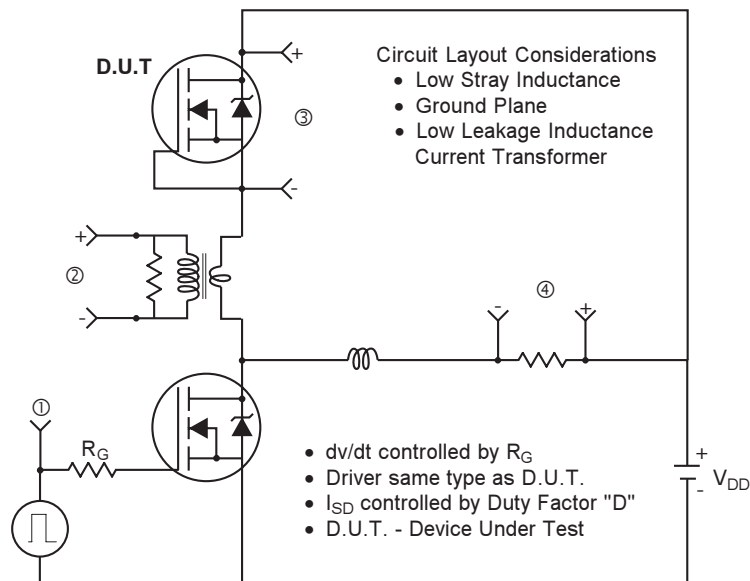 D.U.T
+
-
③
Circuit Layout Considerations
• Low Stray Inductance
• Ground Plane
• Low Leakage Inductance
Current Transformer
+
②
-
④
-
+
①
R_G
• dv/dt controlled by R_G
• Driver same type as D.U.T.
• I_SD controlled by Duty Factor "D"
• D.U.T. - Device Under Test
+
-
V_DD